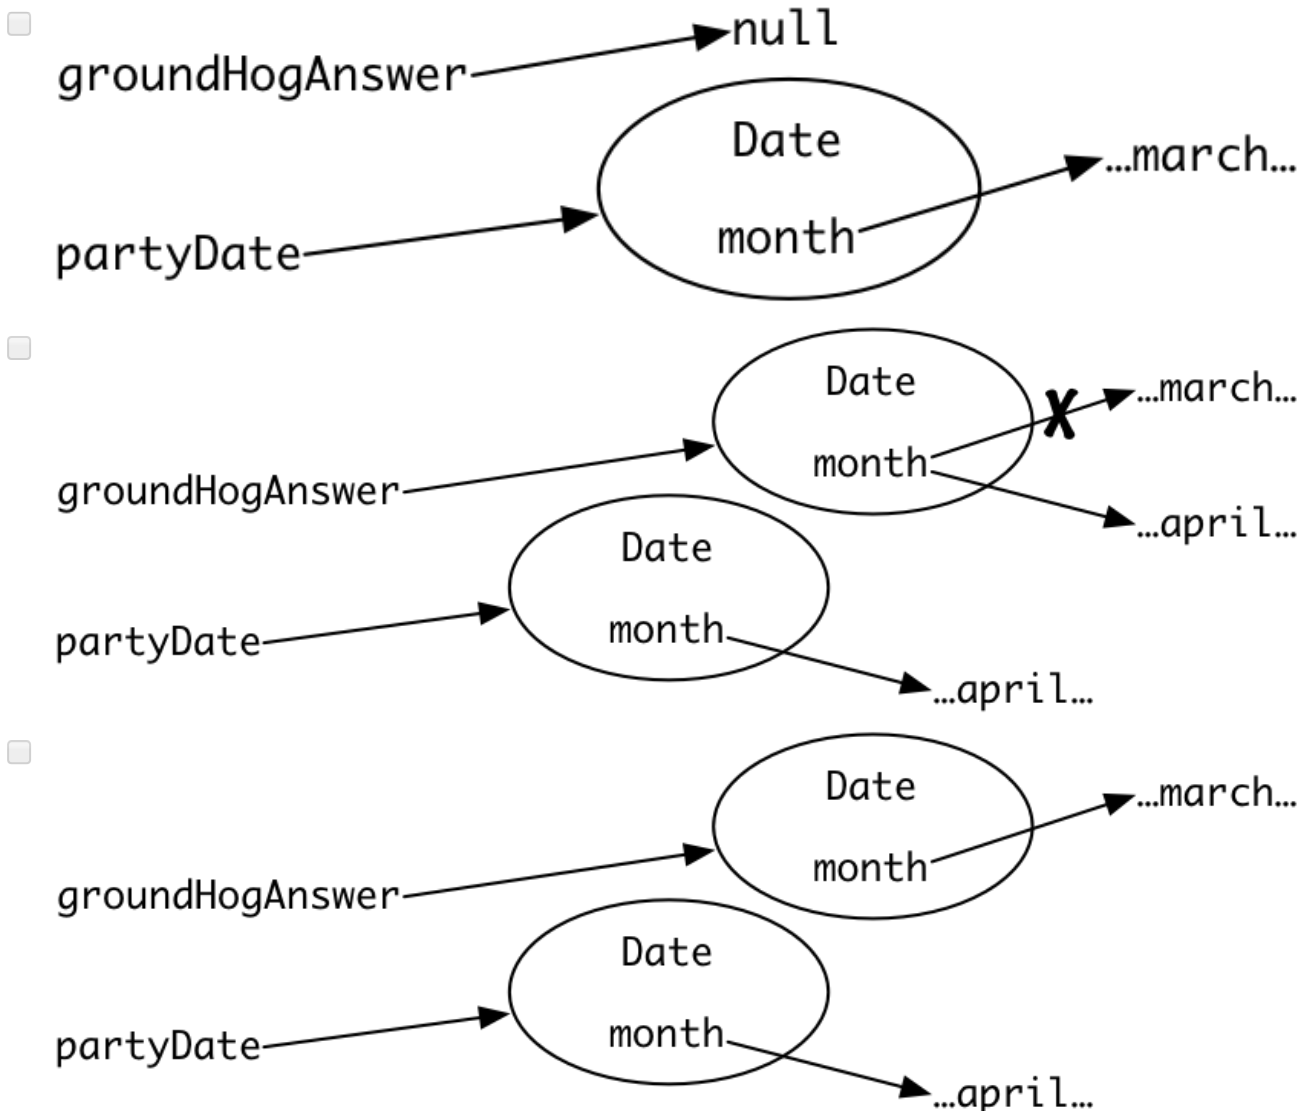 null
groundHogAnswer
Date
…march…
month
partyDate
Date
…march…
month
groundHogAnswer
…april…
Date
month
partyDate
…april…
Date
…march…
month
groundHogAnswer
Date
month
partyDate
…april…